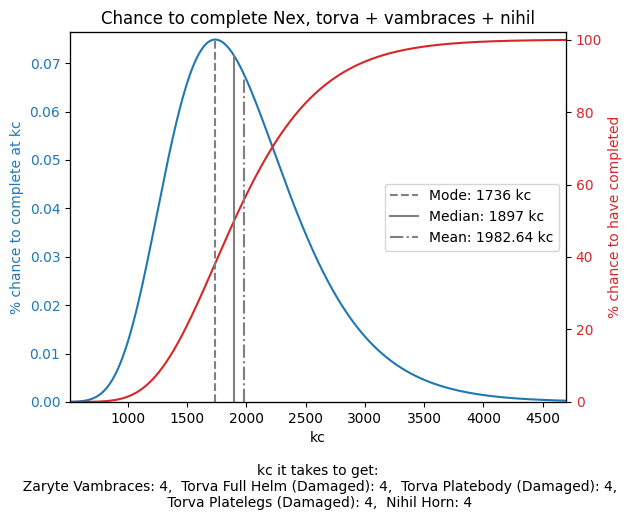 Chance to complete Nex, torva + vambraces + nihil
% chance to complete at kc
0.07
0.06
0.05
0.04
0.03
0.02
0.01
0.00
Mode: 1736 kc
Median: 1897 kc
Mean: 1982.64 kc
100
80
60
40
20
0
% chance to have completed
1000 1500 2000 2500 3000 3500 4000 4500
kc
kc it takes to get:
Zaryte Vambraces: 4, Torva Full Helm (Damaged): 4, Torva Platebody (Damaged): 4,
Torva Platelegs (Damaged): 4, Nihil Horn: 4